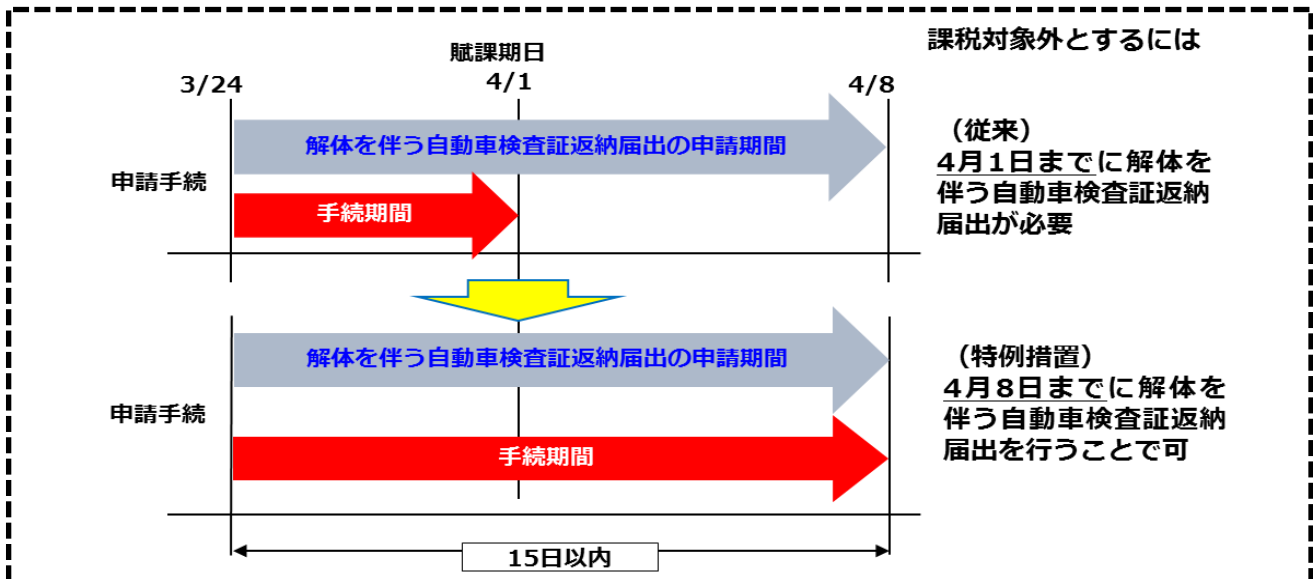 課税対象外とするには
賦課期日
3/24
4/1
4/8
解体を伴う自動車検査証返納届出の申請期間
申請手続
手続期間
（従来）
4月1日までに解体を
伴う自動車検査証返納
届出が必要
解体を伴う自動車検査証返納届出の申請期間
申請手続
手続期間
（特例措置）
4月8日までに解体を
伴う自動車検査証返納
届出を行うことで可
15日以内